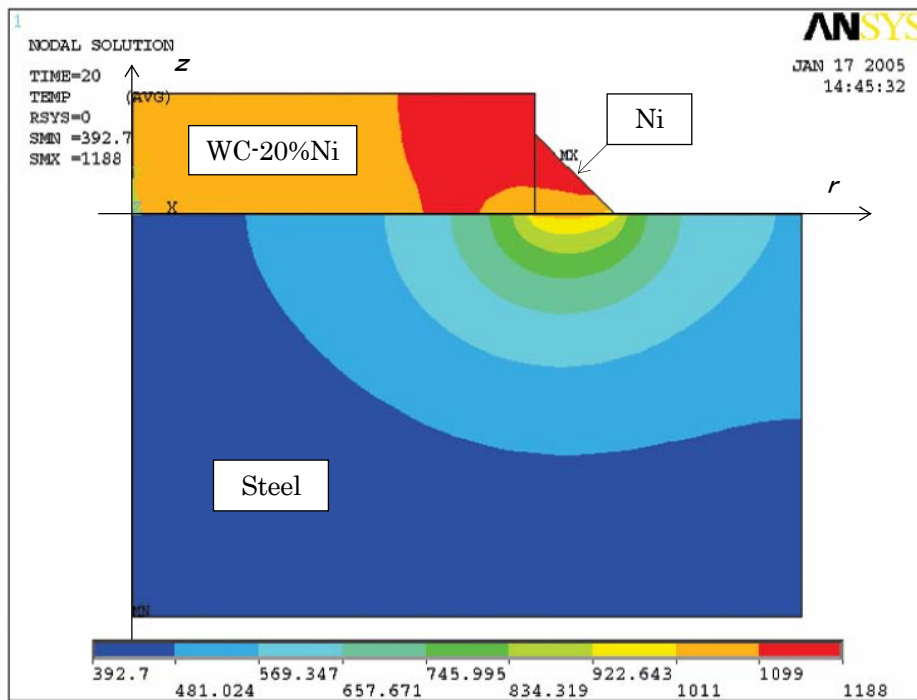 1
ANSYS
NODAL SOLUTION
JAN 17 2005
14:45:32
TIME=20
TEMP (AVG)
RSYS=0
SMN =392.7
SMX =1188
z
WC-20%Ni
Ni
MX
r
Z X
Steel
MN
392.7 569.347 745.995 922.643 1099
481.024 657.671 834.319 1011 1188